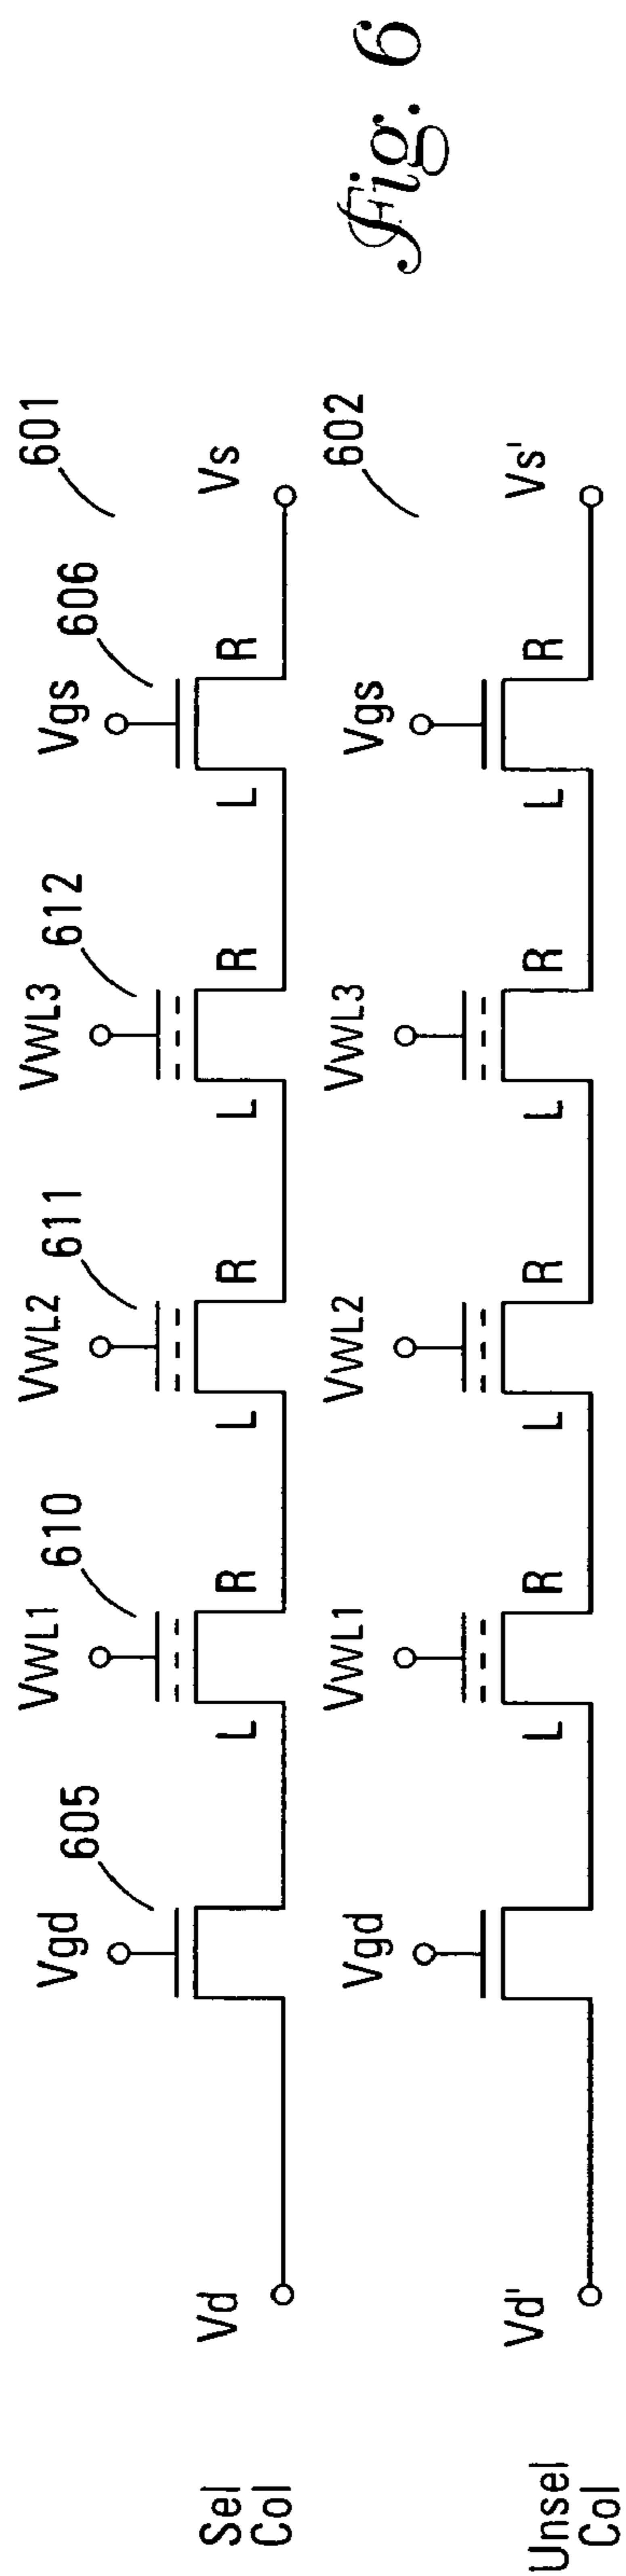 Sel
Col
Vd
Vgd
605
VWL1
610
L
R
VWL2
611
L
R
VWL3
612
L
R
Vgs
606
L
R
Vs
601
Unsel
Col
Vd'
Vgd
VWL1
L
R
VWL2
L
R
VWL3
L
R
Vgs
L
R
Vs'
602
Fig. 6